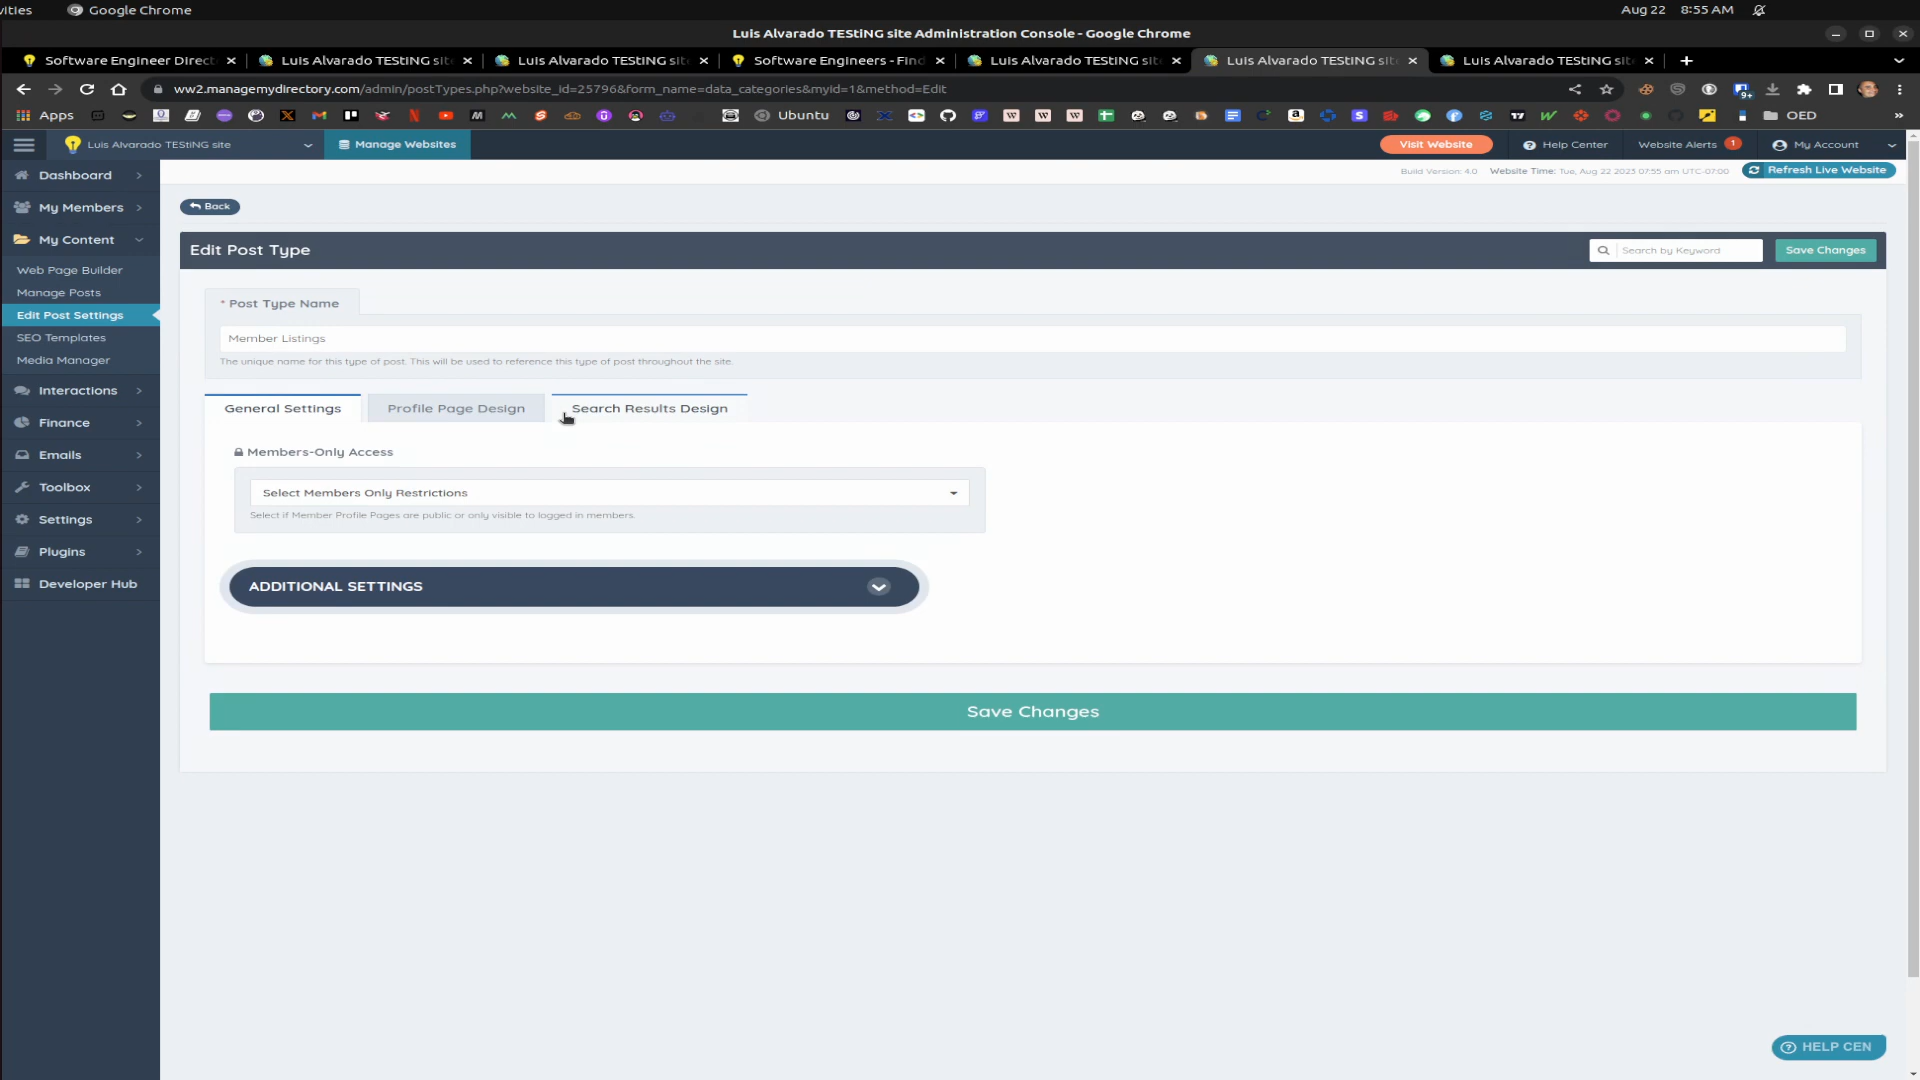 vities
Google Chrome
Aug 22 8:55 AM
Luis Alvarado TEStiNG site Administration Console - Google Chrome
Software Engineer Direct
Luis Alvarado TEStiNG sit
Luis Alvarado TEStiNG sit
Software Engineers - Find
Luis Alvarado TEStiNG sit
Luis Alvarado TEStiNG sit
Luis Alvarado TEStiNG sit
ww2.managemydirectory.com/admin/postTypes.php?website_id=25796&form_name=data_categories&myid=1&method=Edit
9+
Apps
Ubuntu
OED
Luis Alvarado TEStiNG site
Manage Websites
Visit Website
Help Center
Website Alerts 1
My Account
Build Version: 4.0 Website Time: Tue, Aug 22 2023 07:55 am UTC-07:00
Refresh Live Website
Dashboard
My Members
My Content
Web Page Builder
Manage Posts
Edit Post Settings
SEO Templates
Media Manager
Interactions
Finance
Emails
Toolbox
Settings
Plugins
Developer Hub
Back
Edit Post Type
Search by Keyword
Save Changes
* Post Type Name
Member Listings
The unique name for this type of post. This will be used to reference this type of post throughout the site.
General Settings
Profile Page Design
Search Results Design
Members-Only Access
Select Members Only Restrictions
Select if Member Profile Pages are public or only visible to logged in members.
ADDITIONAL SETTINGS
Save Changes
HELP CEN